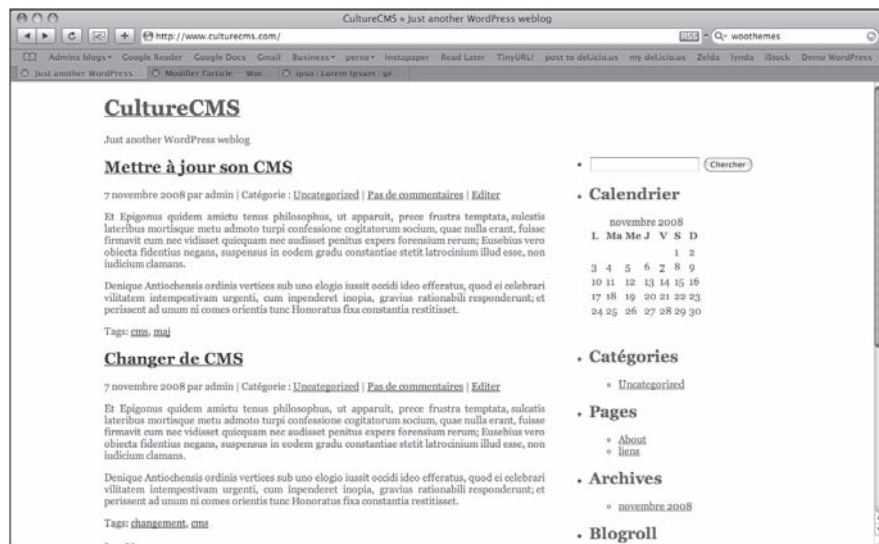 CultureCMS » Just another WordPress weblog
http://www.culturecms.com/
RSS
woothemes
Admins blogs Google Reader Google Docs Gmail Business perso Instapaper Read Later TinyURL! post to del.icio.us my del.icio.us Zelda lynda iStock Demo WordPress
Just another WordPress... Modifier l'article — Wor... ipso : Lorem Ipsum : gr...
CultureCMS
Just another WordPress weblog
Mettre à jour son CMS
7 novembre 2008 par admin | Catégorie : Uncategorized | Pas de commentaires | Editer
Et Epigonus quidem amictu tenus philosophus, ut apparuit, prece frustra temptata, sulcatis
lateribus mortisque metu admoto turpi confessione cogitatorum socium, quae nulla erant, fuisse
firmavit cum nec vidisset quicquam nec audisset penitus expers forensium rerum; Eusebius vero
obiecta fidentius negans, suspensus in eodem gradu constantiae stetit latrocinium illud esse, non
iudicium clamans.
Denique Antiochensis ordinis vertices sub uno elogio iussit occidi ideo efferatus, quod ei celebrari
vilitatem intempestivam urgenti, cum inpenderet inopia, gravius rationabili responderunt; et
perissent ad unum ni comes orientis tunc Honoratus fixa constantia restitisset.
Tags: cms, maj
Changer de CMS
7 novembre 2008 par admin | Catégorie : Uncategorized | Pas de commentaires | Editer
Et Epigonus quidem amictu tenus philosophus, ut apparuit, prece frustra temptata, sulcatis
lateribus mortisque metu admoto turpi confessione cogitatorum socium, quae nulla erant, fuisse
firmavit cum nec vidisset quicquam nec audisset penitus expers forensium rerum; Eusebius vero
obiecta fidentius negans, suspensus in eodem gradu constantiae stetit latrocinium illud esse, non
iudicium clamans.
Denique Antiochensis ordinis vertices sub uno elogio iussit occidi ideo efferatus, quod ei celebrari
vilitatem intempestivam urgenti, cum inpenderet inopia, gravius rationabili responderunt; et
perissent ad unum ni comes orientis tunc Honoratus fixa constantia restitisset.
Tags: changement, cms
Chercher
Calendrier
novembre 2008
L Ma Me J V S D
1 2
3 4 5 6 7 8 9
10 11 12 13 14 15 16
17 18 19 20 21 22 23
24 25 26 27 28 29 30
Catégories
Uncategorized
Pages
About
liens
Archives
novembre 2008
Blogroll